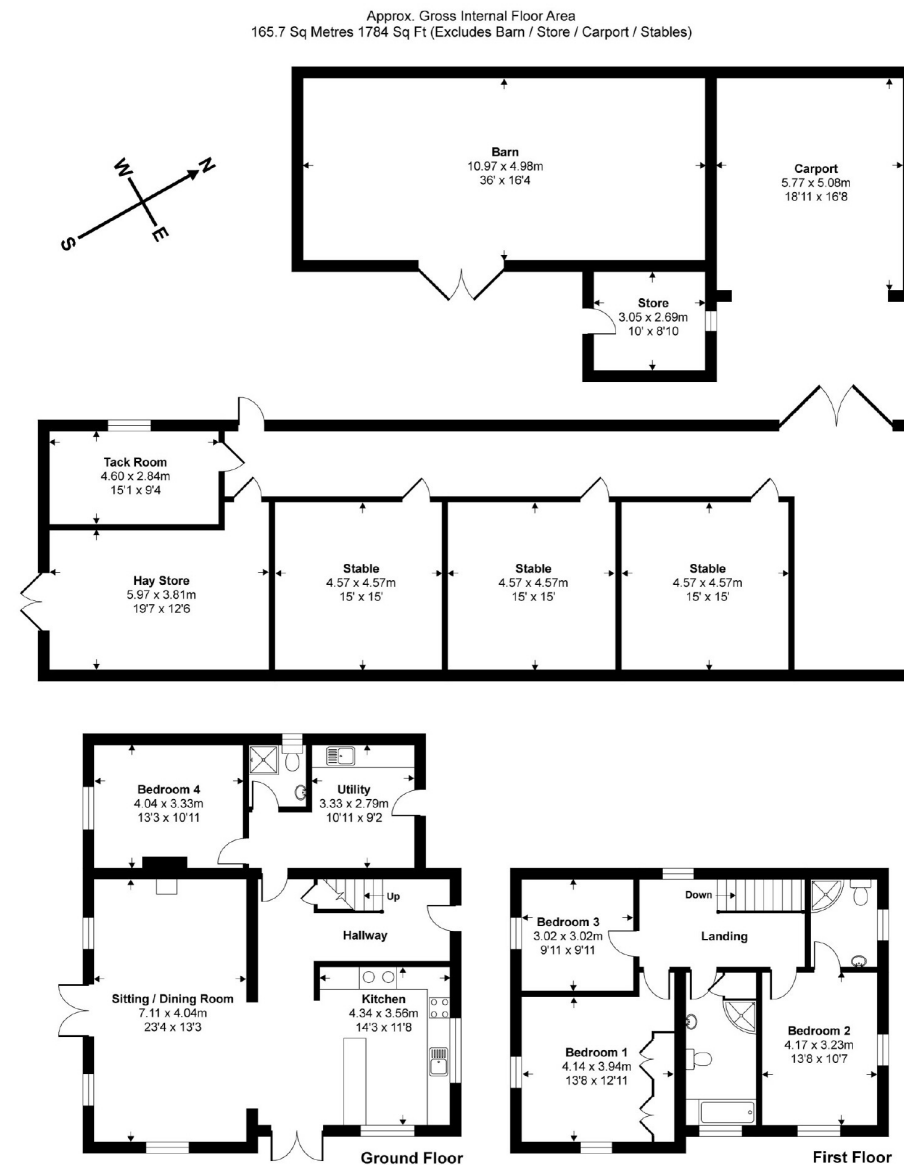 Approx. Gross Internal Floor Area
165.7 Sq Metres 1784 Sq Ft (Excludes Barn / Store / Carport / Stables)
Barn
10.97 x 4.98m
36' x 16'4
Carport
5.77 x 5.08m
18'11 x 16'8
W
N
S
E
Store
3.05 x 2.69m
10' x 8'10
Tack Room
4.60 x 2.84m
15'1 x 9'4
Hay Store
5.97 x 3.81m
19'7 x 12'6
Stable
4.57 x 4.57m
15' x 15'
Stable
4.57 x 4.57m
15' x 15'
Stable
4.57 x 4.57m
15' x 15'
Bedroom 4
4.04 x 3.33m
13'3 x 10'11
Utility
3.33 x 2.79m
10'11 x 9'2
Up
Hallway
Sitting / Dining Room
7.11 x 4.04m
23'4 x 13'3
Kitchen
4.34 x 3.56m
14'3 x 11'8
Ground Floor
Bedroom 3
3.02 x 3.02m
9'11 x 9'11
Down
Landing
Bedroom 1
4.14 x 3.94m
13'8 x 12'11
Bedroom 2
4.17 x 3.23m
13'8 x 10'7
First Floor